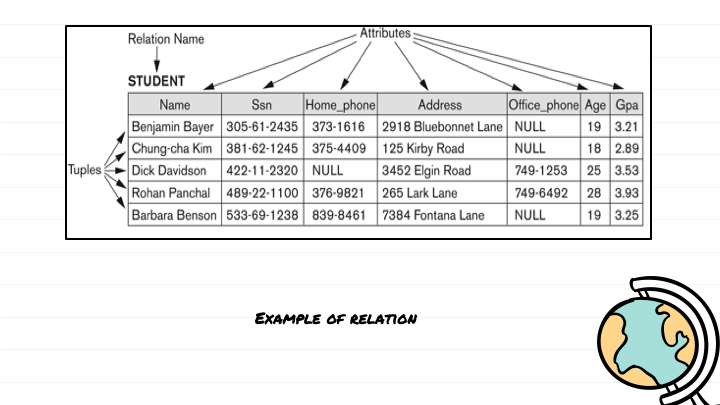 Attributes
Relation Name
STUDENT
Name Ssn Home_phone Address Office_phone Age Gpa
Benjamin Bayer 305-61-2435 373-1616 2918 Bluebonnet Lane NULL 19 3.21
Chung-cha Kim 381-62-1245 375-4409 125 Kirby Road NULL 18 2.89
Tuples Dick Davidson 422-11-2320 NULL 3452 Elgin Road 749-1253 25 3.53
Rohan Panchal 489-22-1100 376-9821 265 Lark Lane 749-6492 28 3.93
Barbara Benson 533-69-1238 839-8461 7384 Fontana Lane NULL 19 3.25
Example of relation